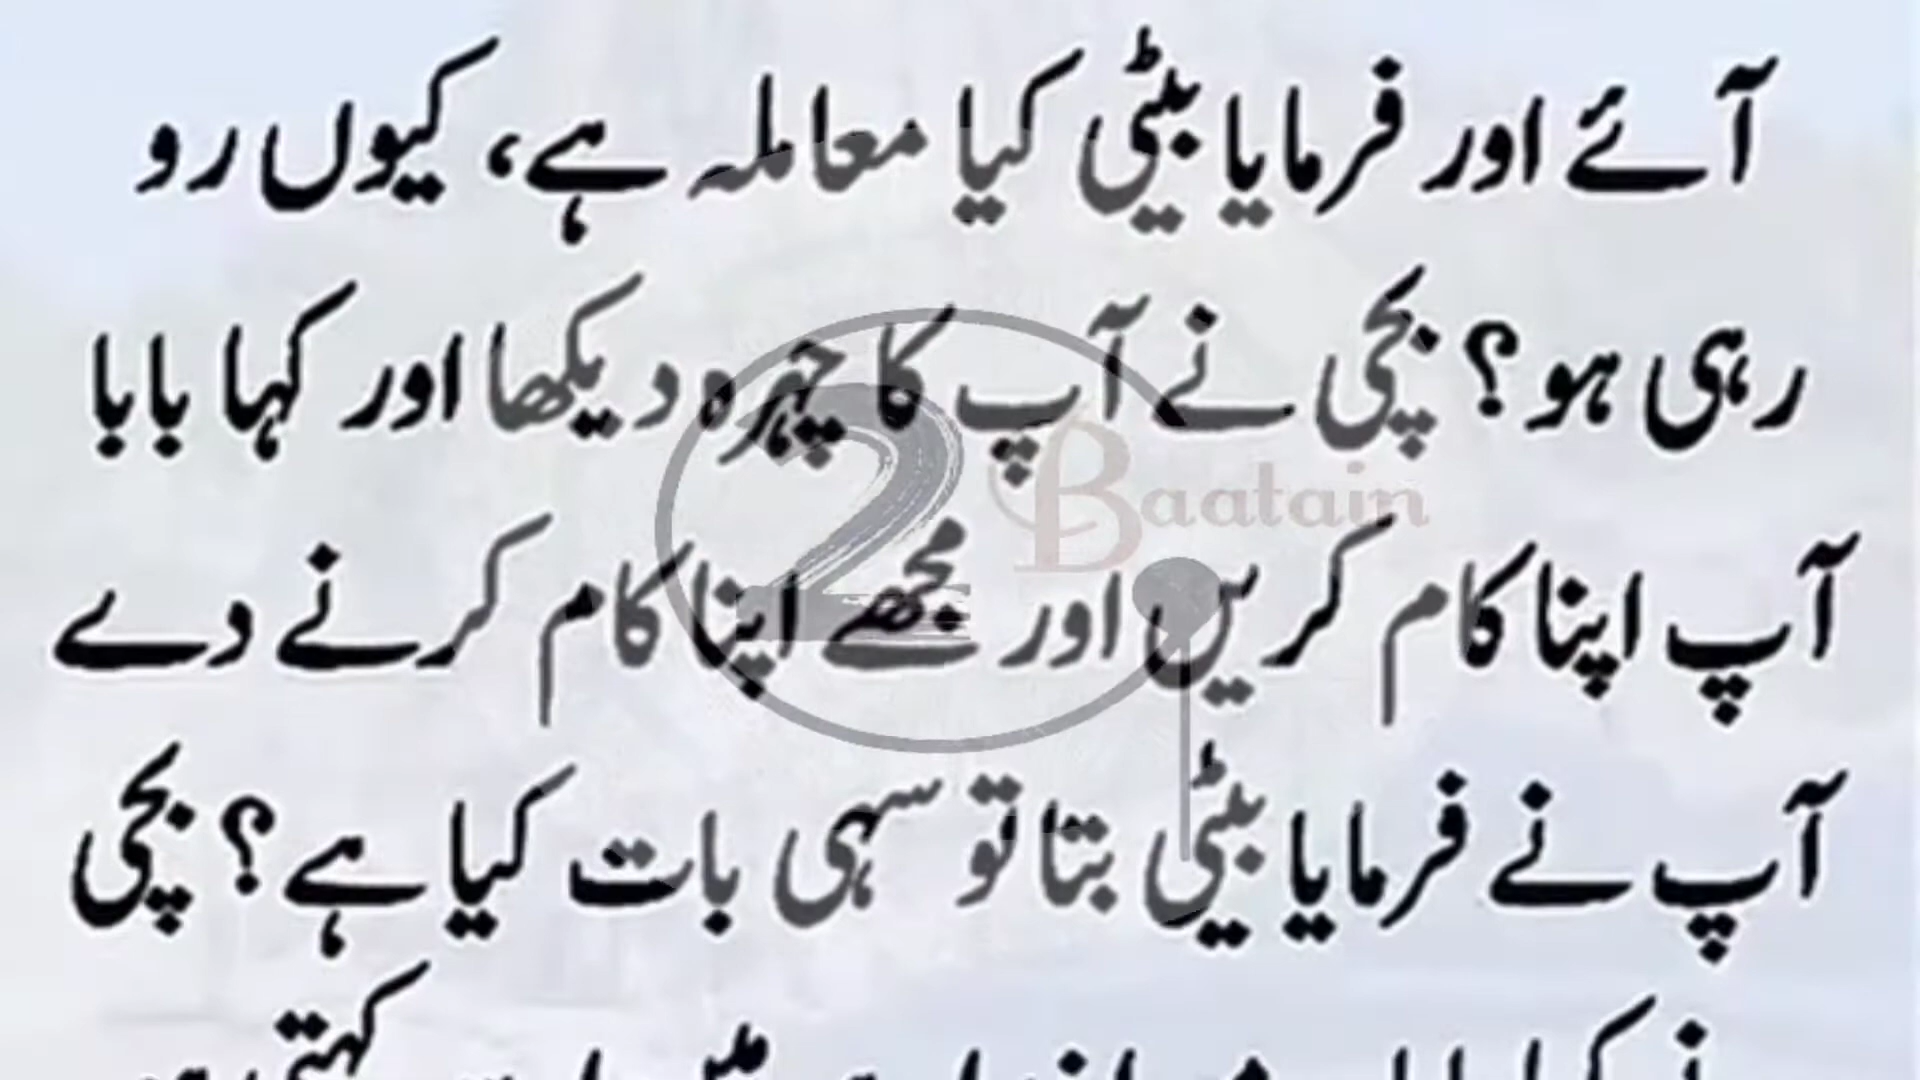 آئے اور فرمایا بیٹی کیا معاملہ ہے، کیوں رو
رہی ہو؟ بچی نے آپ کا چہرہ دیکھا اور کہا بابا
2 Baatain
آپ اپنا کام کریں اور مجھے اپنا کام کرنے دے
آپ نے فرمایا بیٹی بتا تو سہی بات کیا ہے؟ بچی